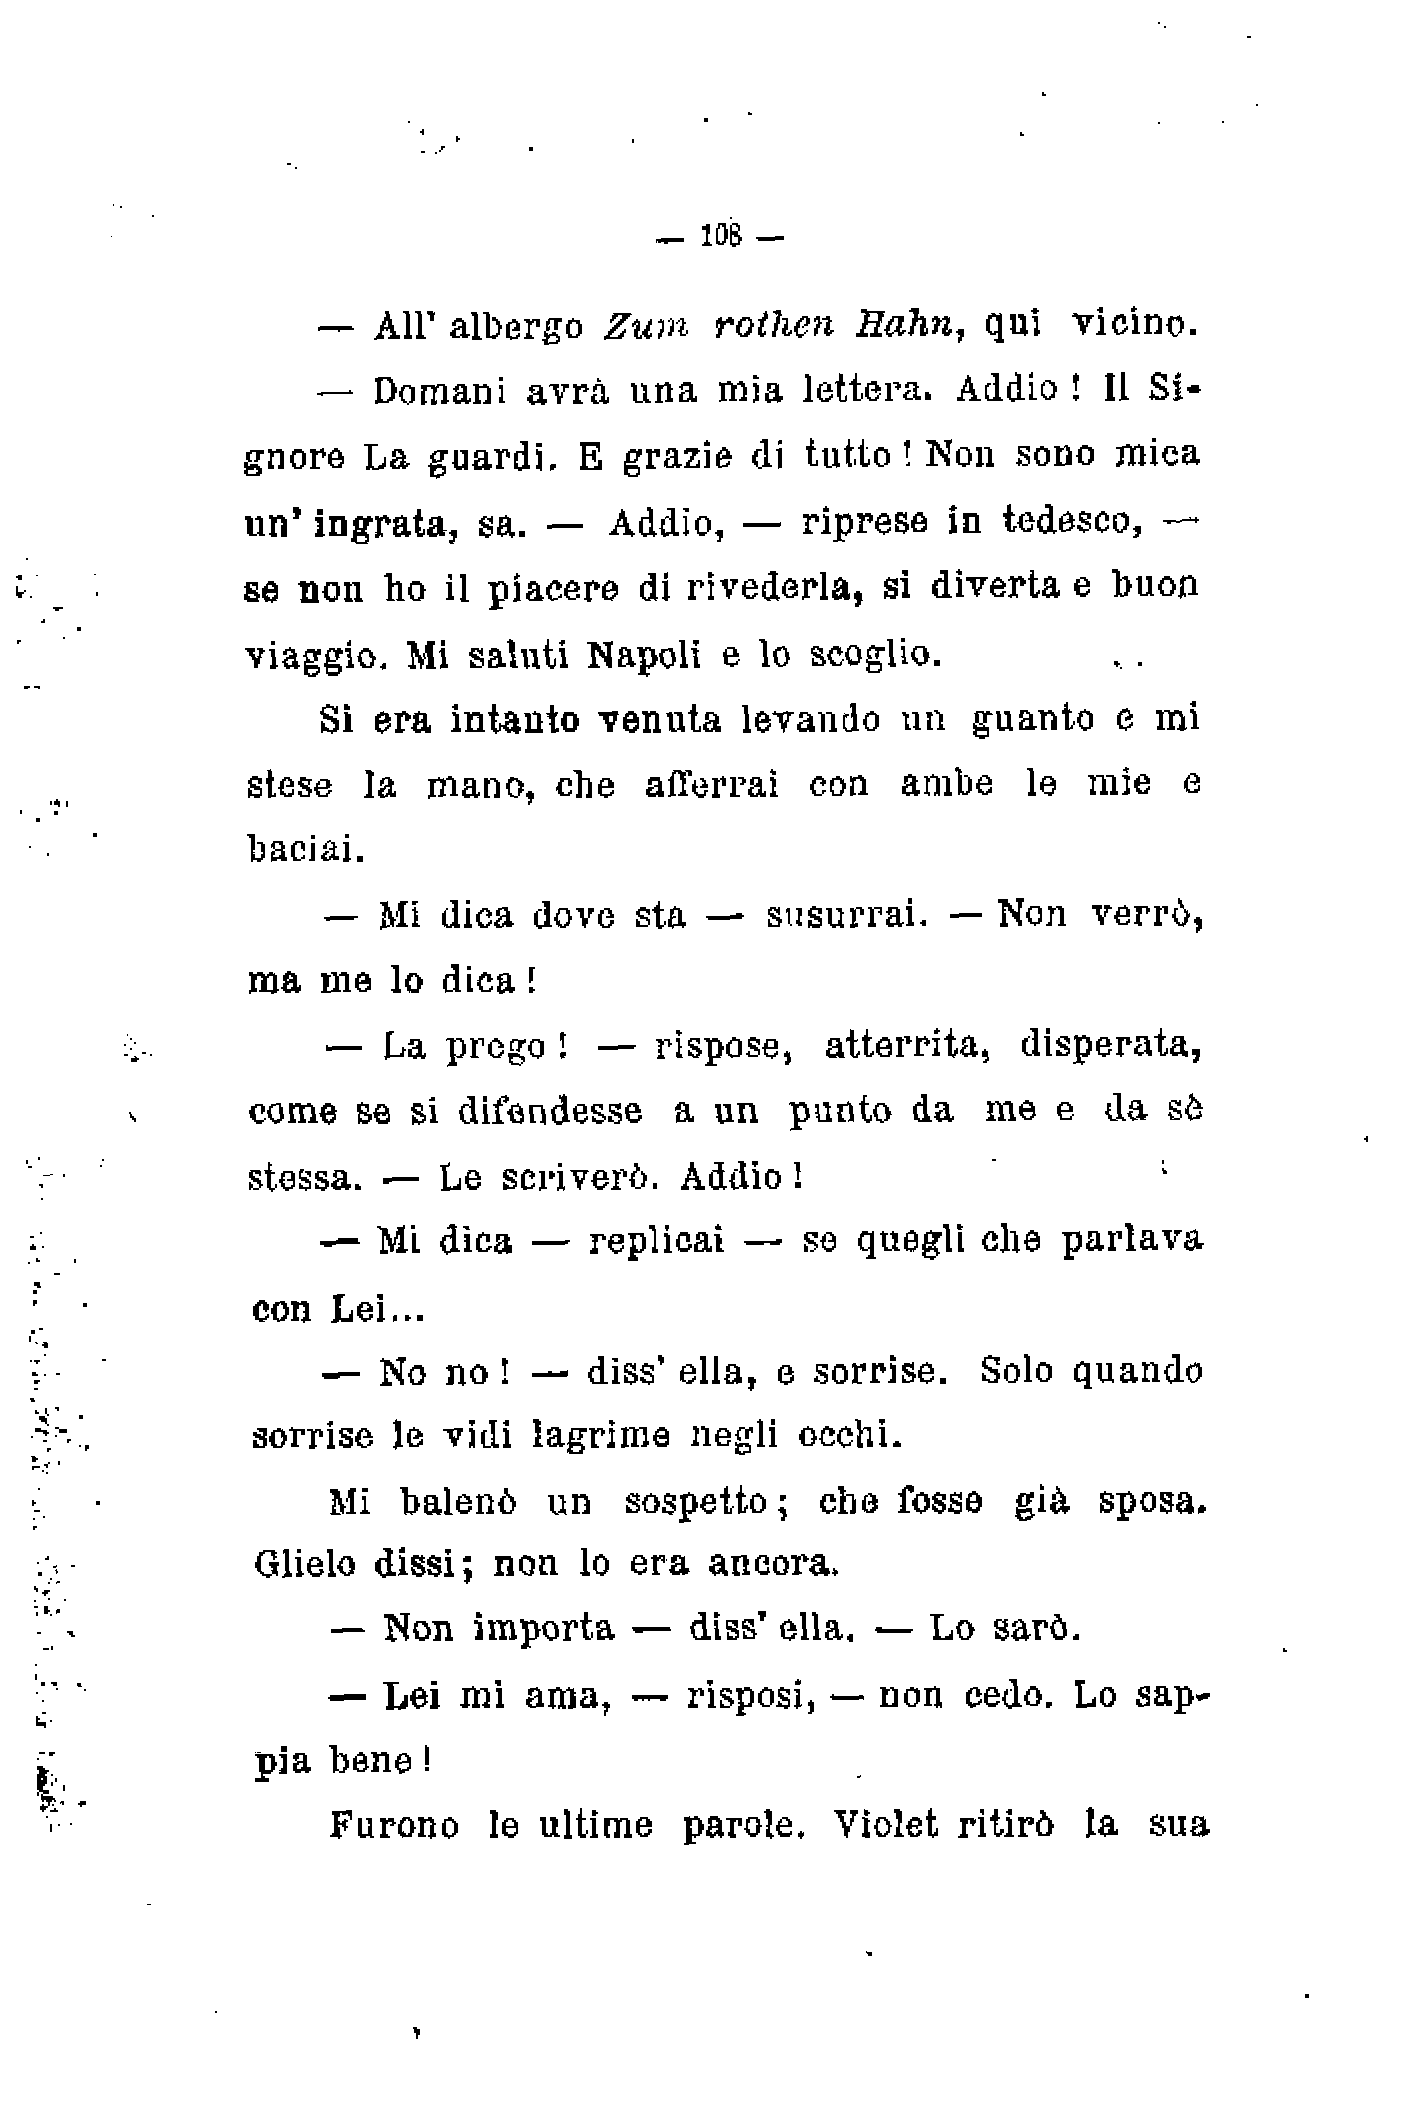 — 108 —
— All' albergo Zum rothen Hahn, qui vicino.
— Domani avrà una mia lettera. Addio ! Il Si-
gnore La guardi. E grazie di tutto ! Non sono mica
un' ingrata, sa. — Addio, — riprese in tedesco, —
se non ho il piacere di rivederla, si diverta e buon
viaggio. Mi saluti Napoli e lo scoglio.
Si era intanto venuta levando un guanto e mi
stese la mano, che afferrai con ambe le mie e
baciai.
— Mi dica dove sta — susurrai. — Non verrò,
ma me lo dica !
— La prego ! — rispose, atterrita, disperata,
come se si difendesse a un punto da me e da sè
stessa. — Le scriverò. Addio !
— Mi dica — replicai — se quegli che parlava
con Lei...
— No no ! — diss' ella, e sorrise. Solo quando
sorrise le vidi lagrime negli occhi.
Mi balenò un sospetto ; che fosse già sposa.
Glielo dissi ; non lo era ancora.
— Non importa — diss' ella. — Lo sarò.
— Lei mi ama, — risposi, — non cedo. Lo sap-
pia bene !
Furono le ultime parole. Violet ritirò la sua